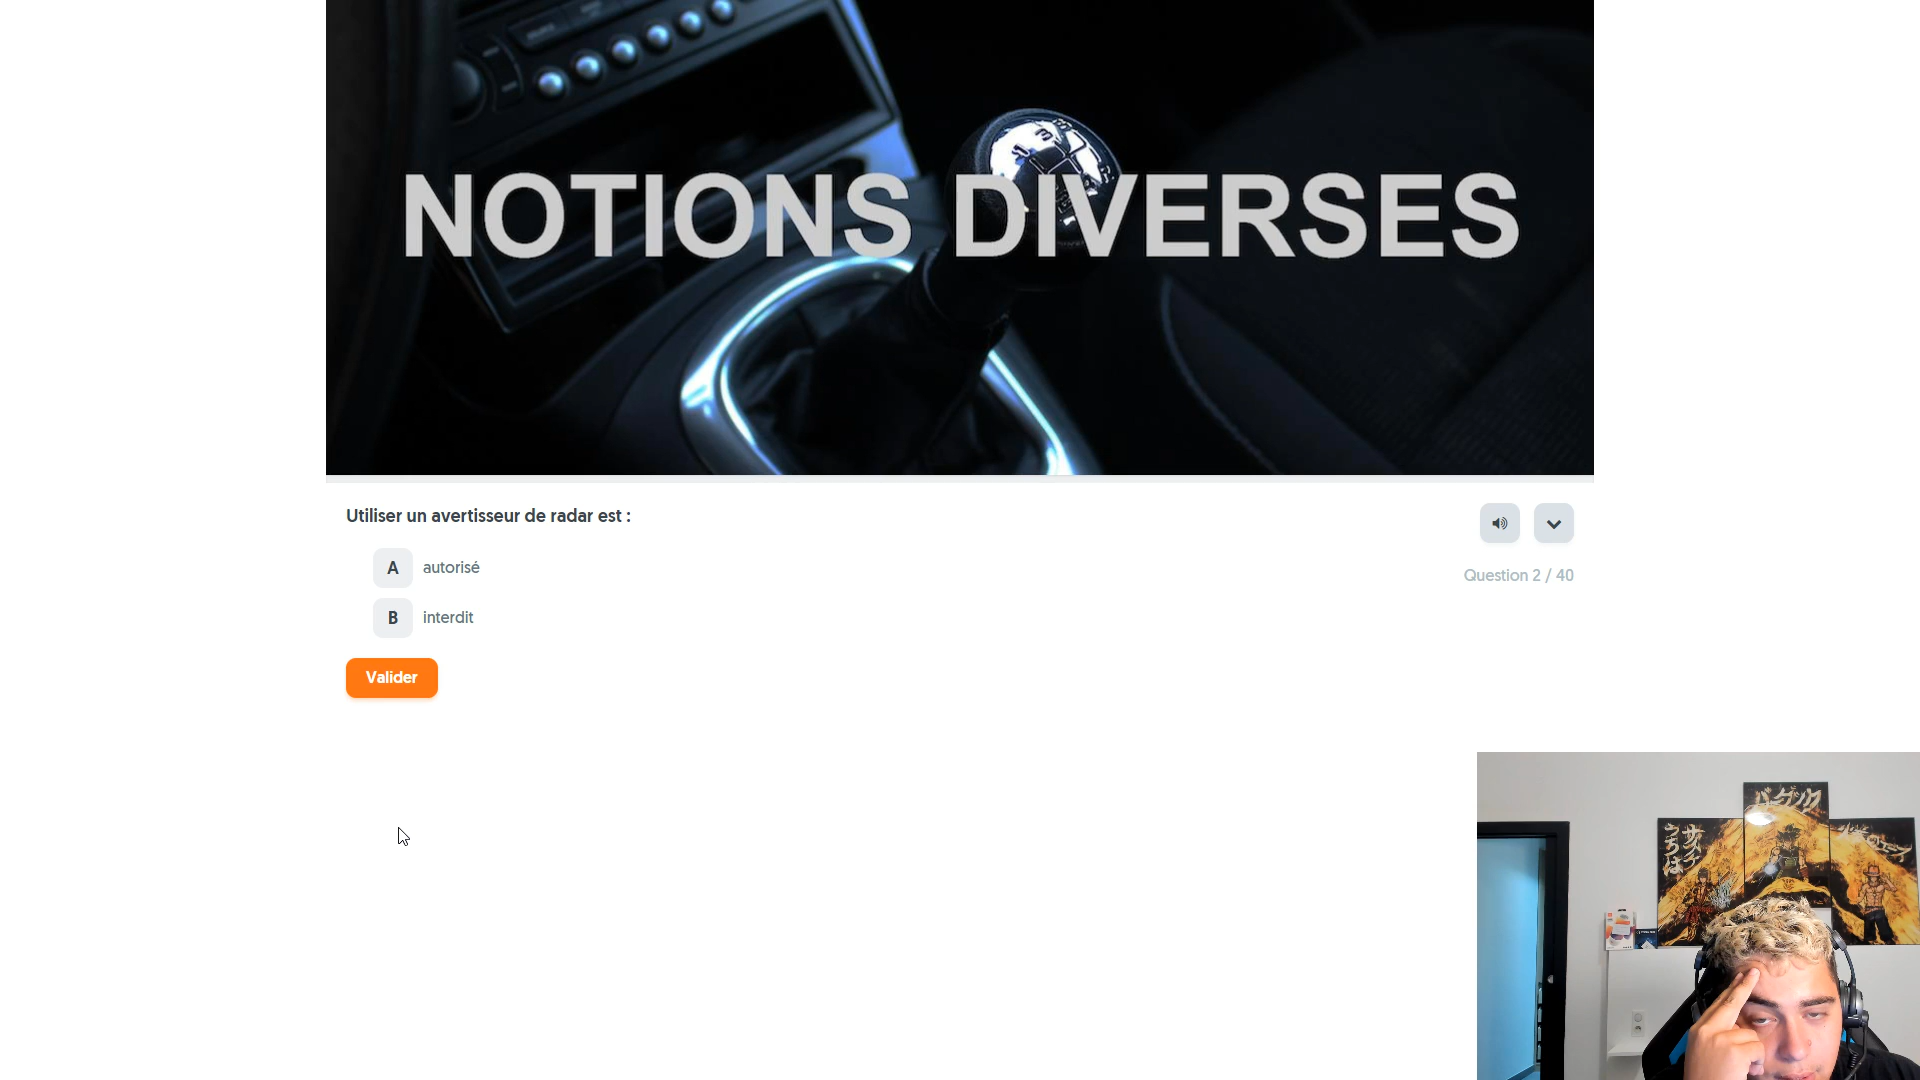 NOTIONS DIVERSES
Utiliser un avertisseur de radar est :
A autorisé
B interdit
Question 2 / 40
Valider